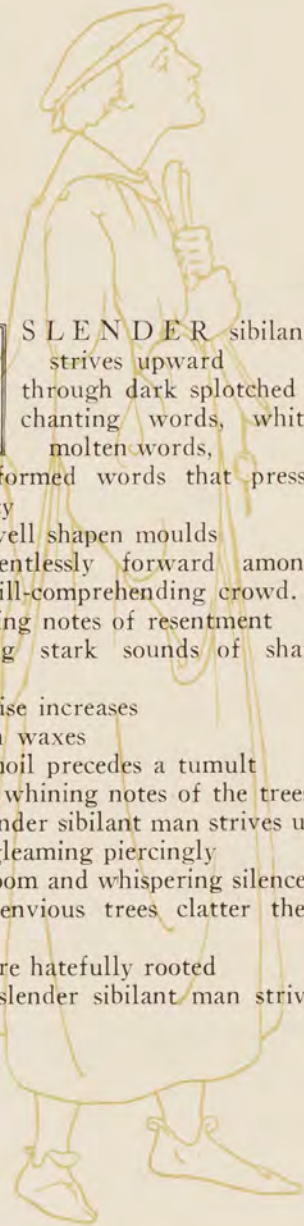 SLENDER sibilan
strives upward
through dark splotched
chanting words, whit
molten words,
formed words that press
vell shapen moulds
entlessly forward amon
ill-comprehending crowd.
ing notes of resentment
g stark sounds of sha
ise increases
n waxes
noil precedes a tumult
whining notes of the tree
nder sibilant man strives u
gleaming piercingly
oom and whispering silence
envious trees clatter the
re hatefully rooted
slender sibilant man striv